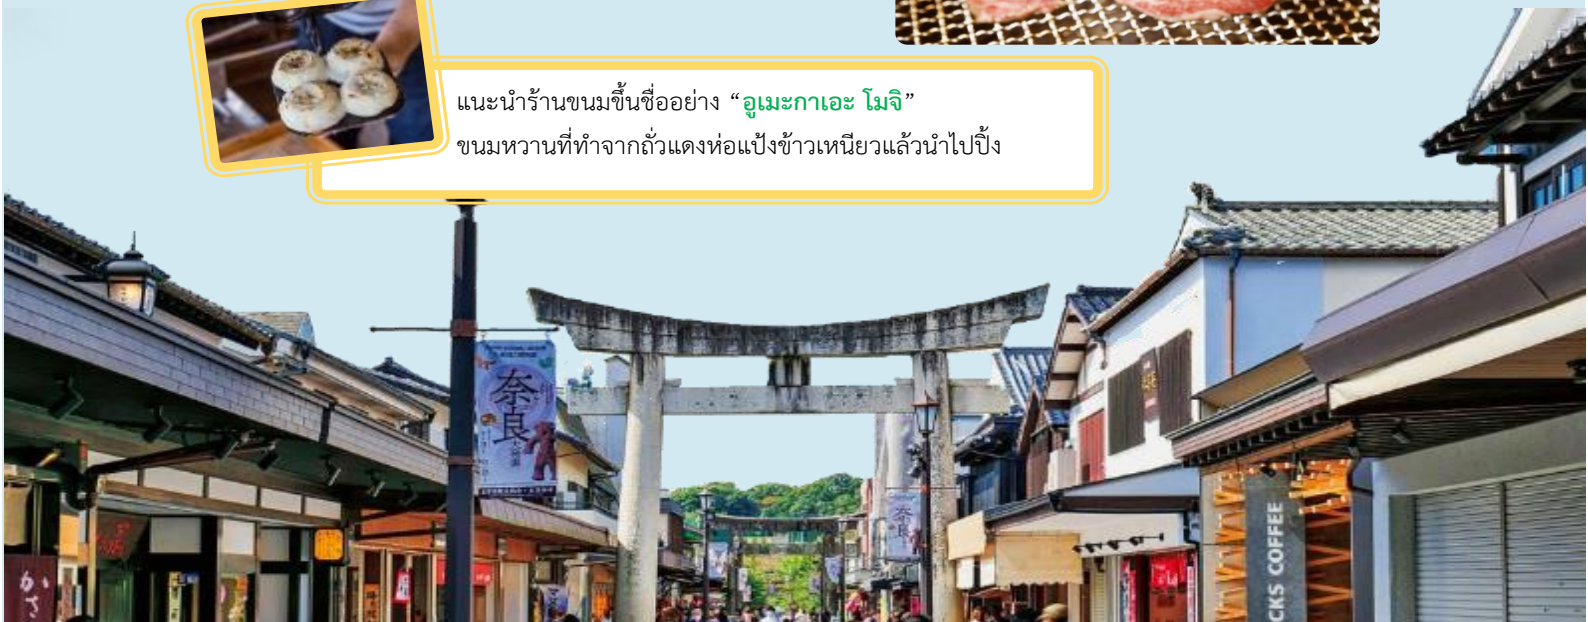 แนะนำร้านขนมขึ้นชื่ออย่าง “อูเมะกาเอะ โมจิ”
ขนมหวานที่ทำจากถั่วแดงห่อแป้งข้าวเหนียวแล้วนำไปปิ้ง
奈良
奈良
CKS COFFEE